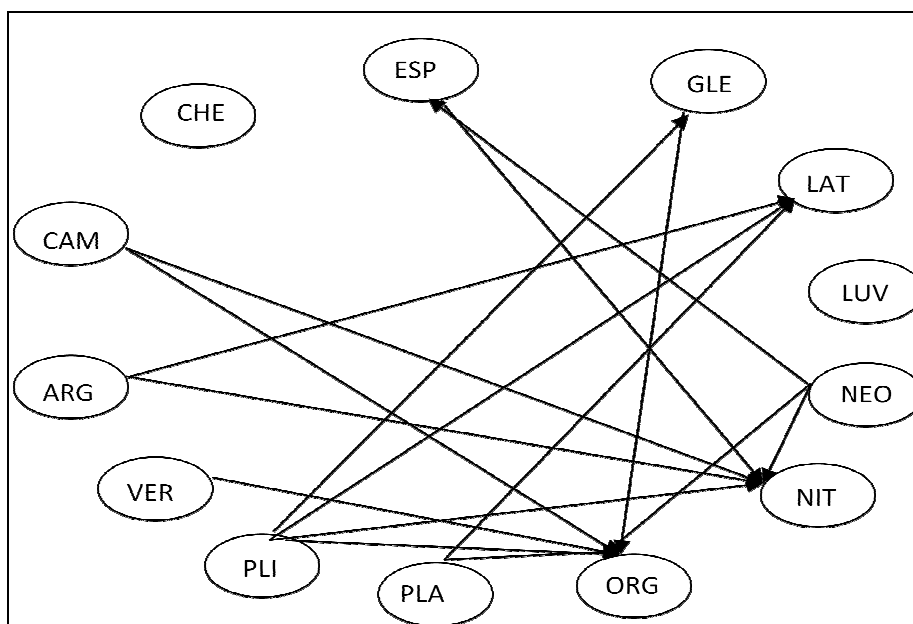 ESP
GLE
CHE
LAT
CAM
LUV
ARG
NEO
VER
NIT
PLI
PLA
ORG